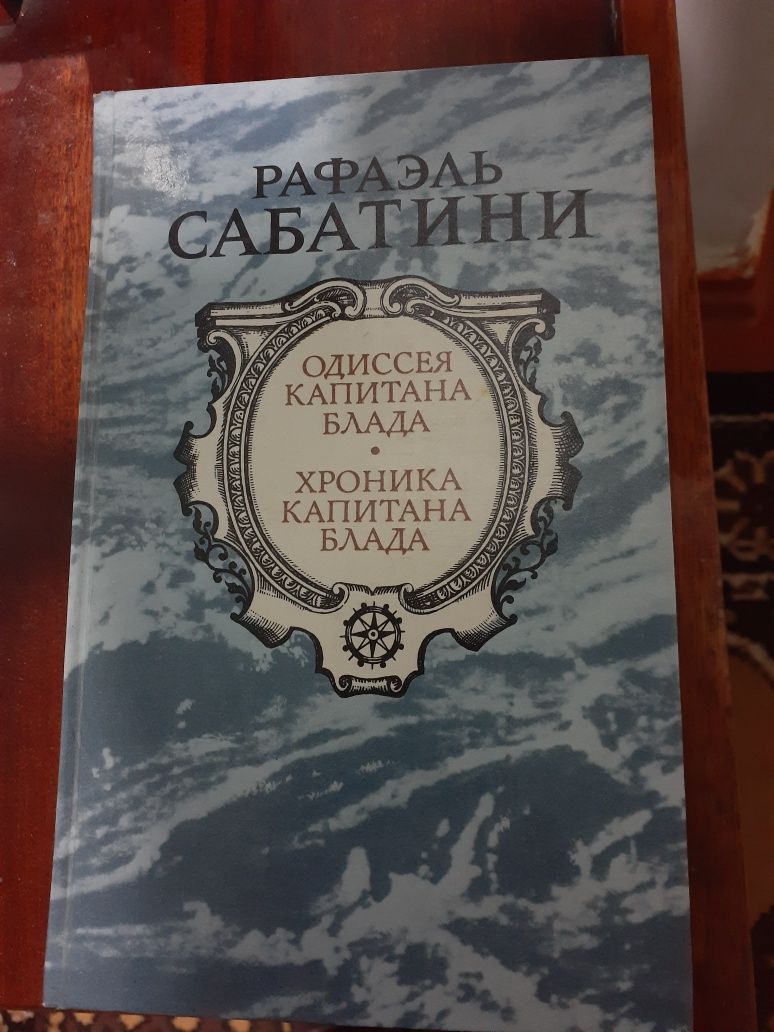 РАФАЭЛЬ
САБАТИНИ
ОДИССЕЯ
КАПИТАНА
БЛАДА
•
ХРОНИКА
КАПИТАНА
БЛАДА